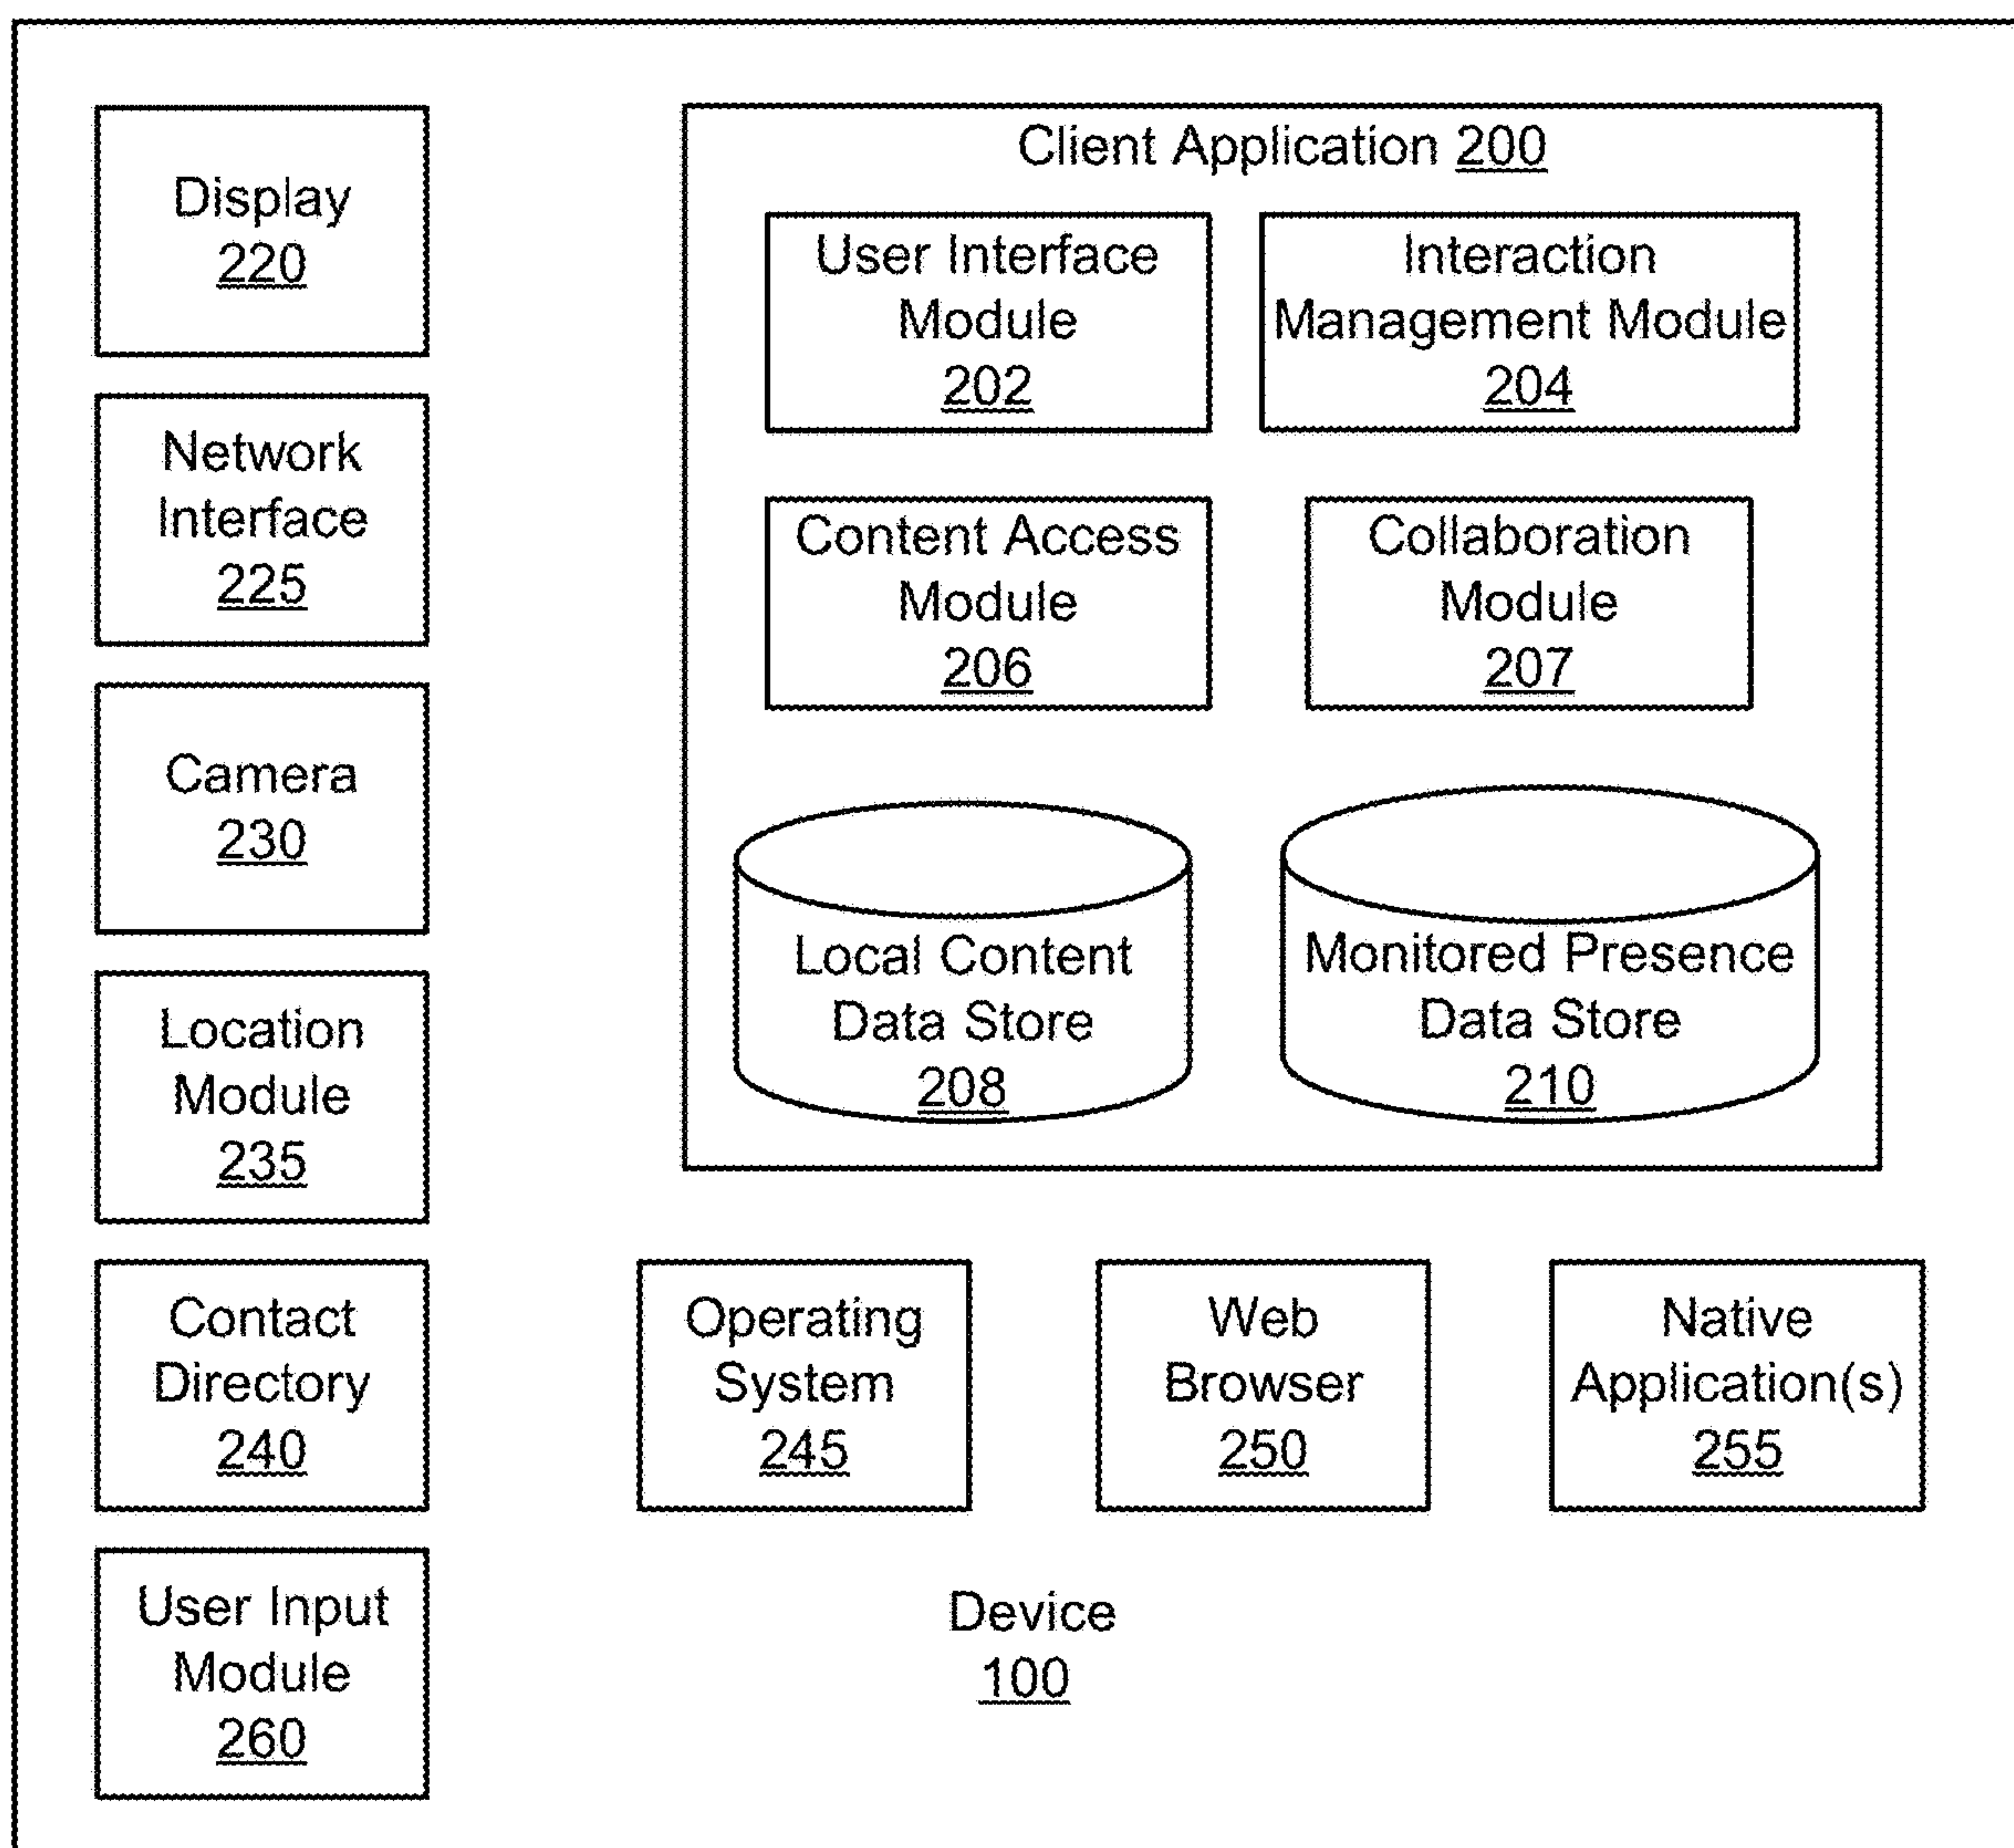 Display
220
Network
Interface
225
Camera
230
Location
Module
235
Contact
Directory
240
User Input
Module
260
Client Application 200
User Interface
Module
202
Interaction
Management Module
204
Content Access
Module
206
Collaboration
Module
207
Local Content
Data Store
208
Monitored Presence
Data Store
210
Operating
System
245
Web
Browser
250
Native
Application(s)
255
Device
100